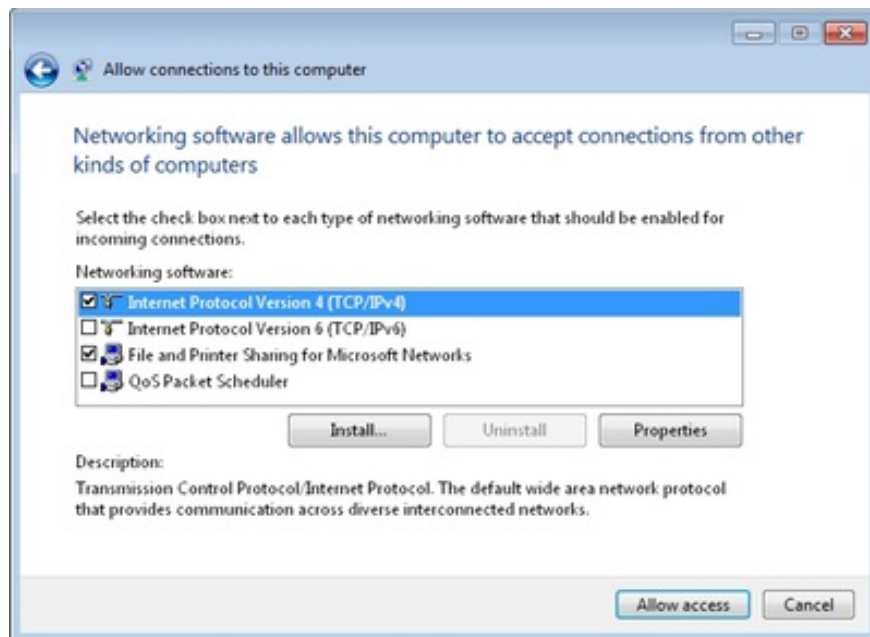 Allow connections to this computer
Networking software allows this computer to accept connections from other
kinds of computers
Select the check box next to each type of networking software that should be enabled for
incoming connections.
Networking software:
Internet Protocol Version 4 (TCP/IPv4)
Internet Protocol Version 6 (TCP/IPv6)
File and Printer Sharing for Microsoft Networks
QoS Packet Scheduler
Install... Uninstall Properties
Description:
Transmission Control Protocol/Internet Protocol. The default wide area network protocol
that provides communication across diverse interconnected networks.
Allow access Cancel